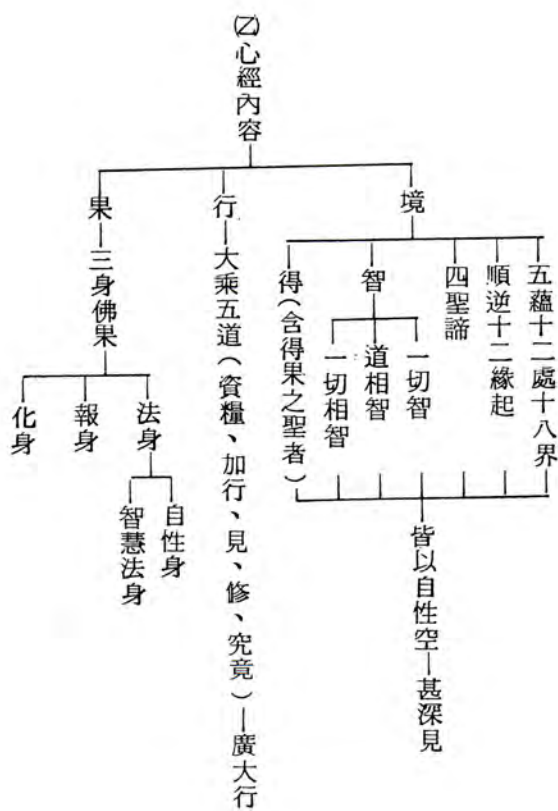 ㈡心經內容
境
五蘊十二處十八界
順逆十二緣起
四聖諦
智
一切智
道相智
一切相智
得(含得果之聖者)
皆以自性空—甚深見
行—大乘五道(資糧、加行、見、修、究竟)—廣大行
果—三身佛果
法身
自性身
智慧法身
報身
化身